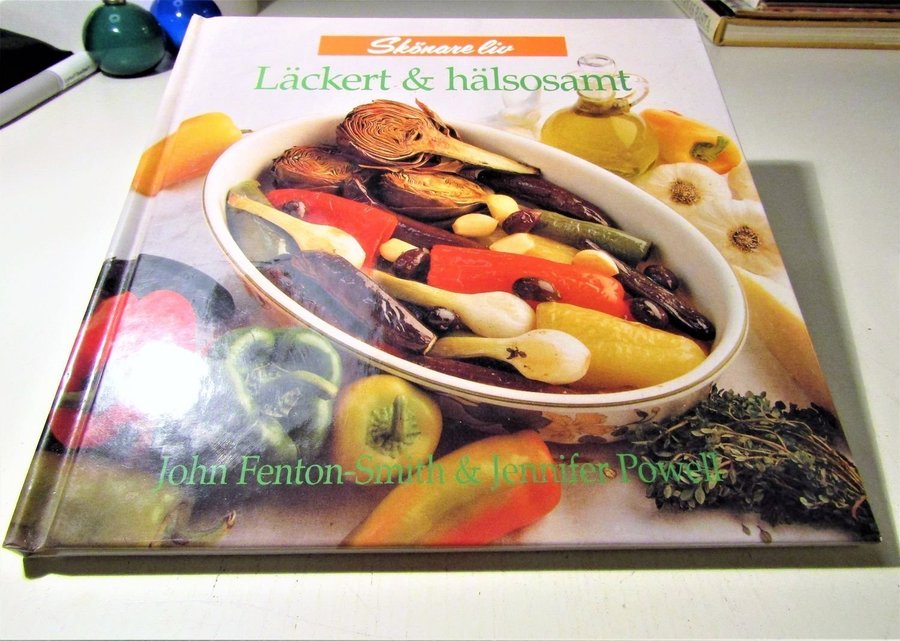 Skönare liv
Läckert & hälsosamt
John Fenton-Smith & Jennifer Powell